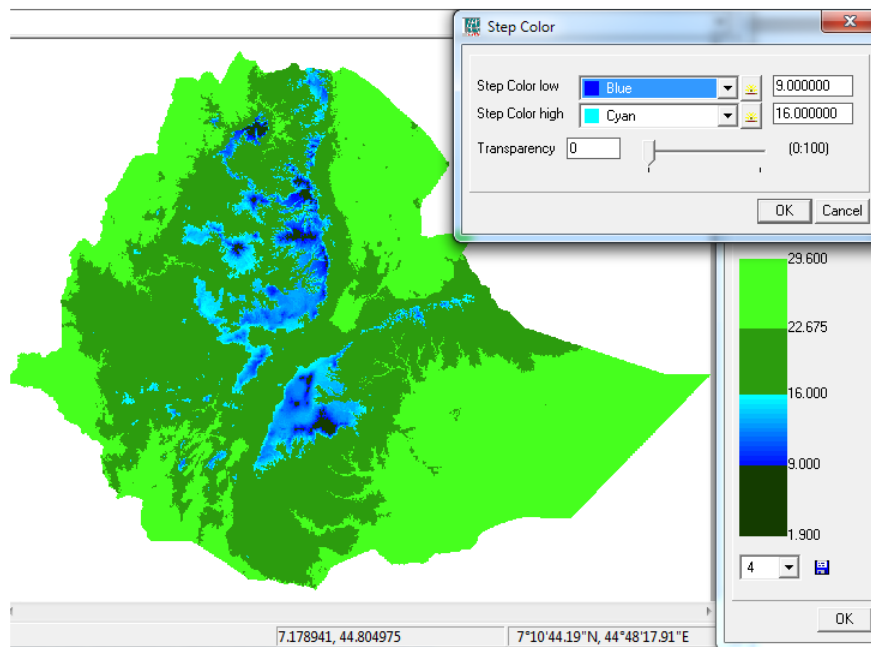 Step Color
Step Color low Blue 9.000000
Step Color high Cyan 16.000000
Transparency 0 (0:100)
OK Cancel
29.600
22.675
16.000
9.000
1.900
4
OK
7.178941, 44.804975 7°10'44.19"N, 44°48'17.91"E